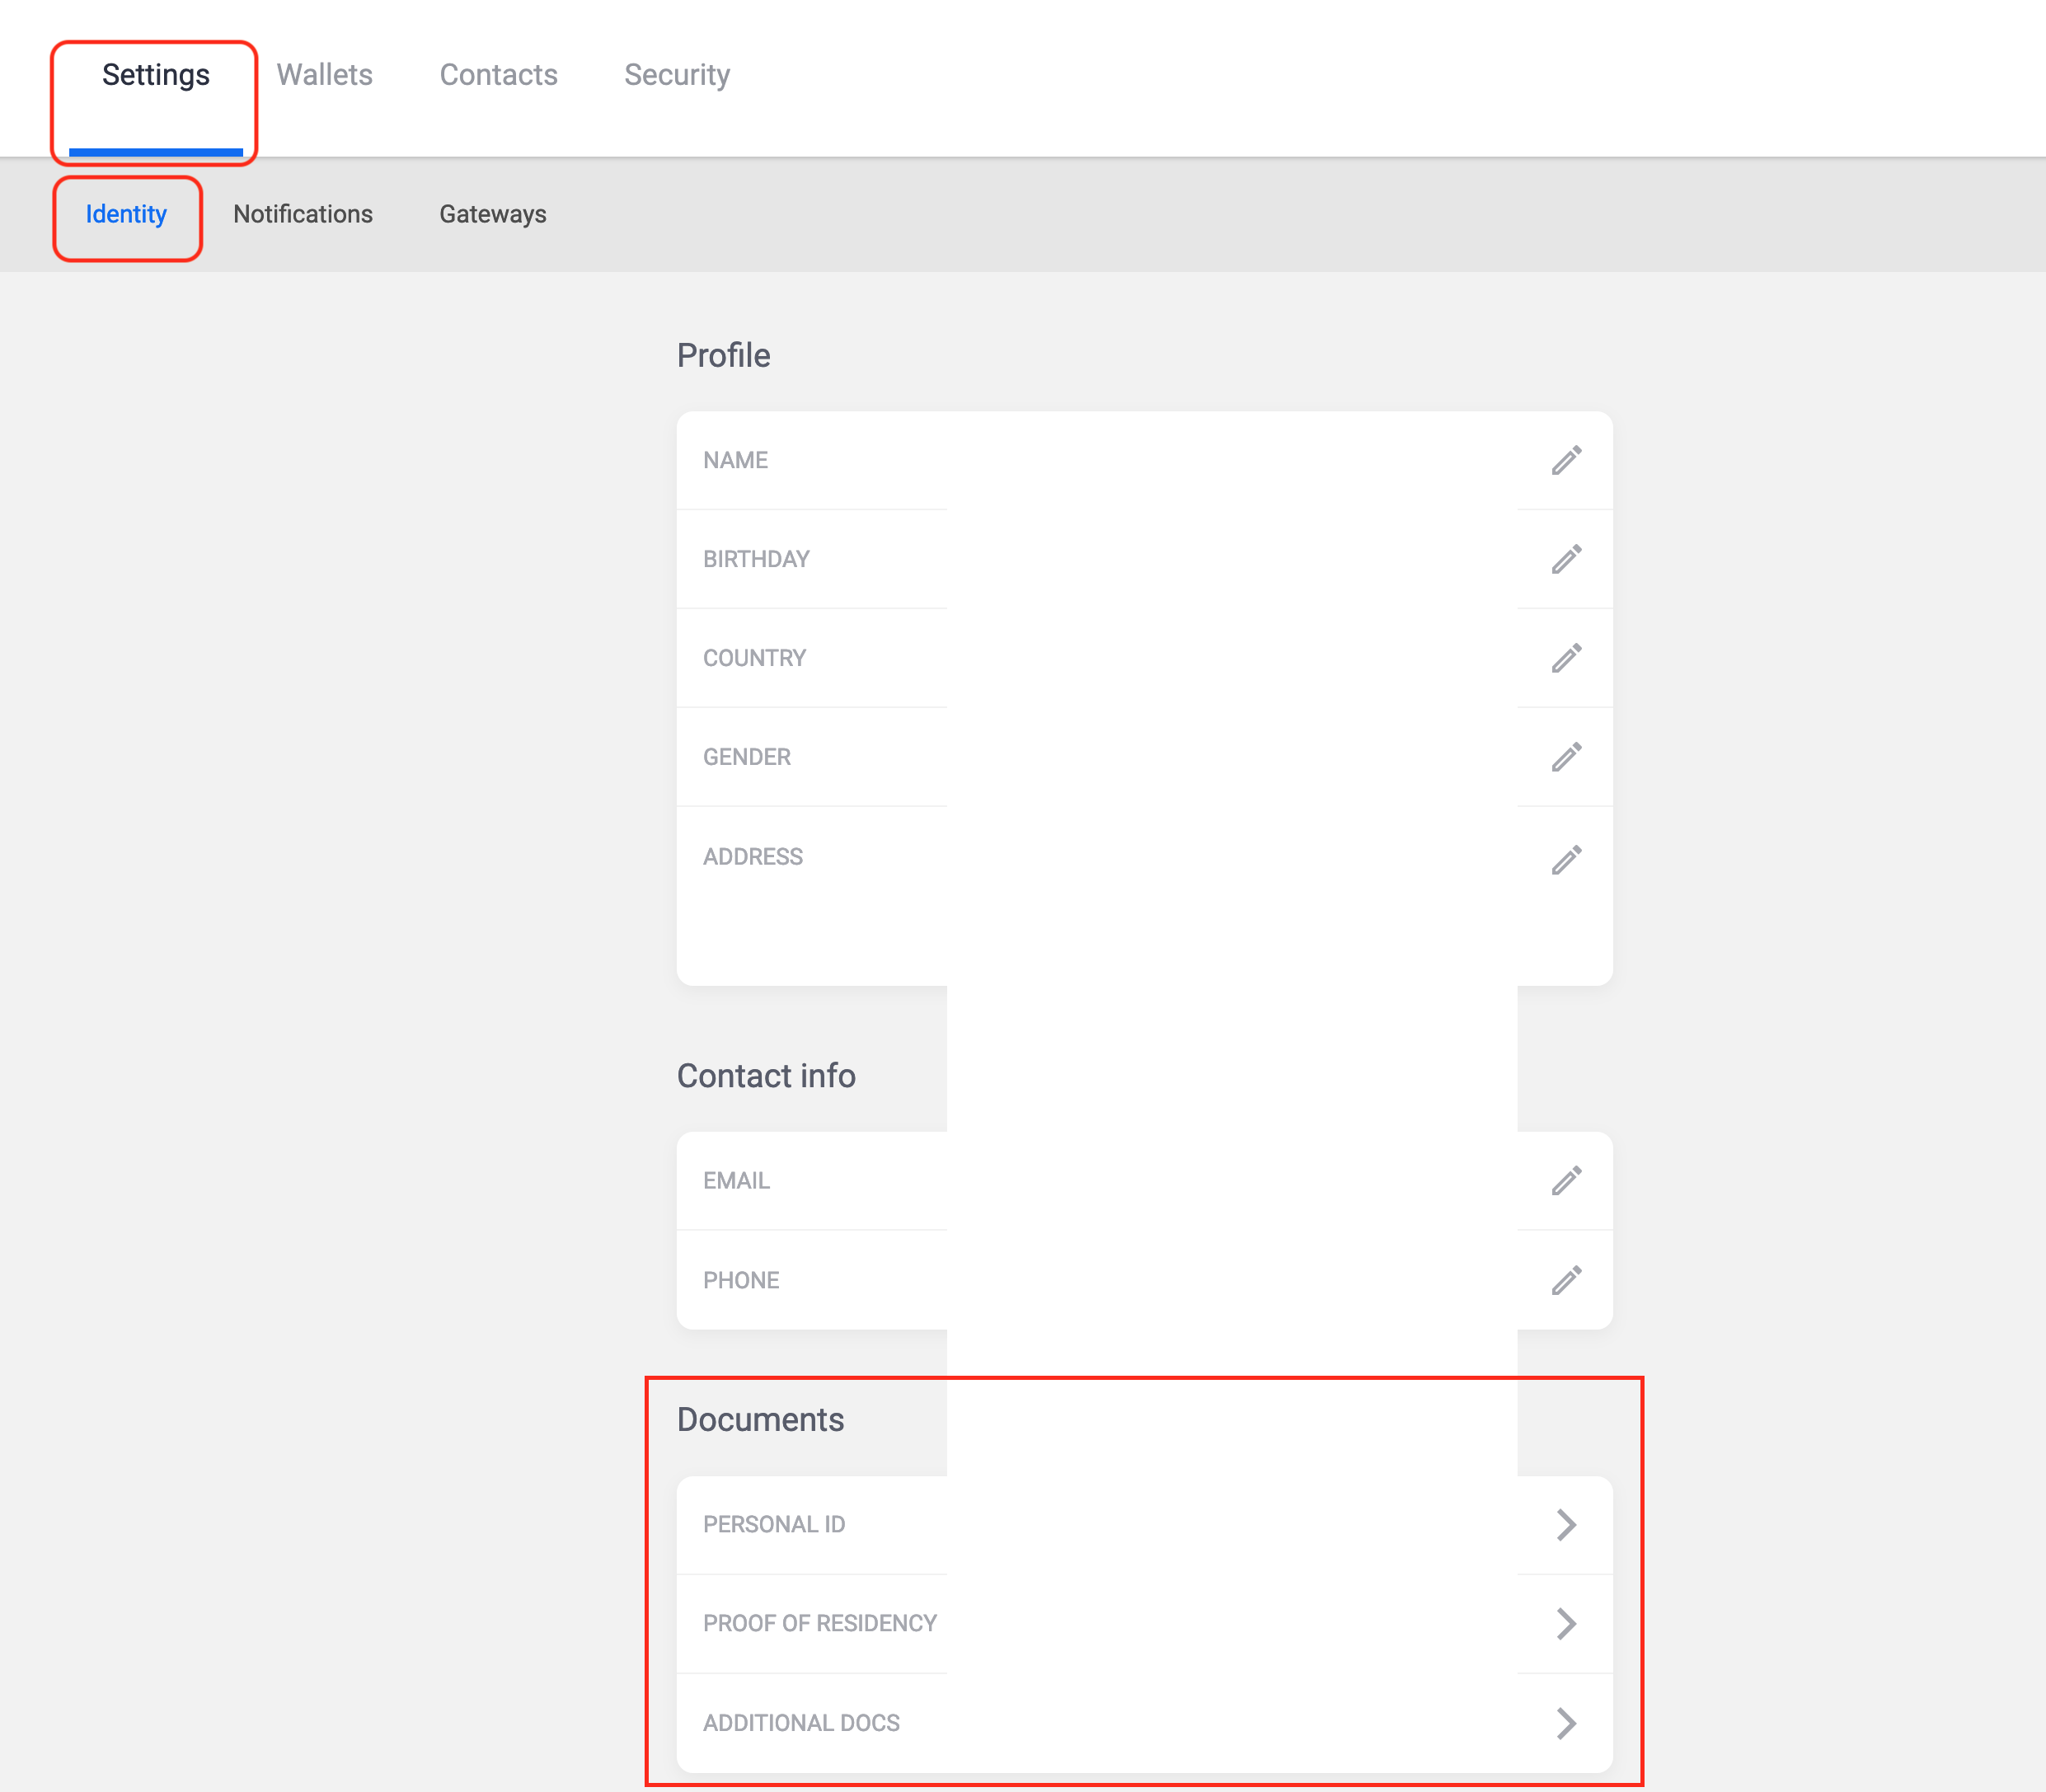 Settings Wallets Contacts Security
Identity Notifications Gateways
Profile
NAME
BIRTHDAY
COUNTRY
GENDER
ADDRESS
Contact info
EMAIL
PHONE
Documents
PERSONAL ID
PROOF OF RESIDENCY
ADDITIONAL DOCS